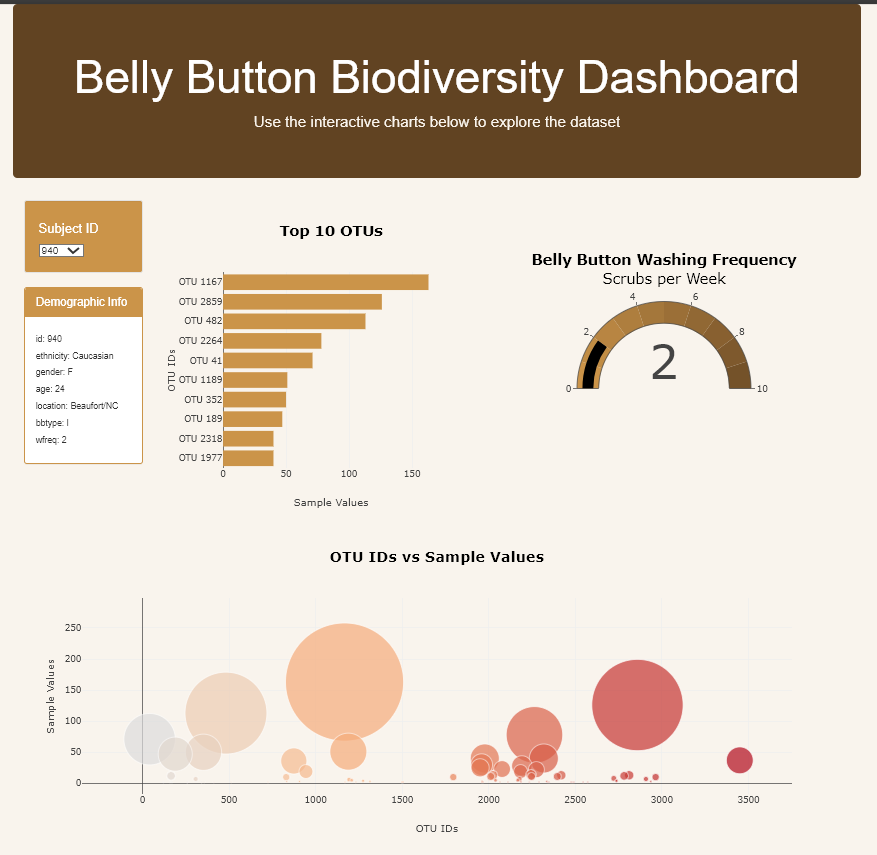 Belly Button Biodiversity Dashboard
Use the interactive charts below to explore the dataset
Subject ID
940
Demographic Info
id: 940
ethnicity: Caucasian
gender: F
age: 24
location: Beaufort/NC
bbtype: I
wfreq: 2
Top 10 OTUs
OTU IDs
OTU 1167
OTU 2859
OTU 482
OTU 2264
OTU 41
OTU 1189
OTU 352
OTU 189
OTU 2318
OTU 1977
0 50 100 150
Sample Values
Belly Button Washing Frequency
Scrubs per Week
0 2 4 6 8 10
2
OTU IDs vs Sample Values
Sample Values
250
200
150
100
50
0
0 500 1000 1500 2000 2500 3000 3500
OTU IDs